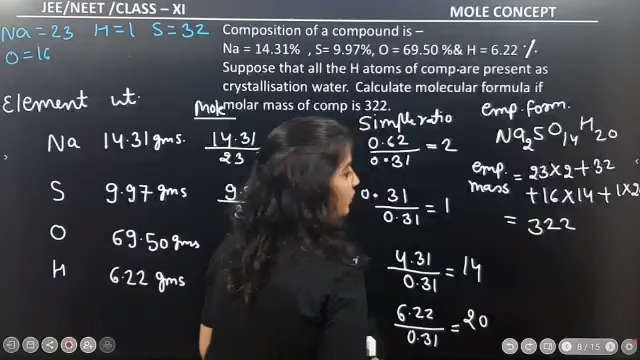 JEE/NEET /CLASS – XI
MOLE CONCEPT
Na = 23 H = 1 S = 32
O = 16
Composition of a compound is –
Na = 14.31% , S= 9.97%, O = 69.50 %& H = 6.22 %
Suppose that all the H atoms of comp.are present as
crystallisation water. Calculate molecular formula if
molar mass of comp is 322.
Element wt. Mole Simple ratio emp. form.
Na 14.31 gms. 14.31/23 0.62/0.31 = 2
Na2SO14H20
S 9.97 gms 0.31/0.31 = 1
emp. mass = 23×2 + 32
+ 16×14 + 1×2
= 322
O 69.50 gms 4.31/0.31 = 14
H 6.22 gms 6.22/0.31 = 20
8 / 15